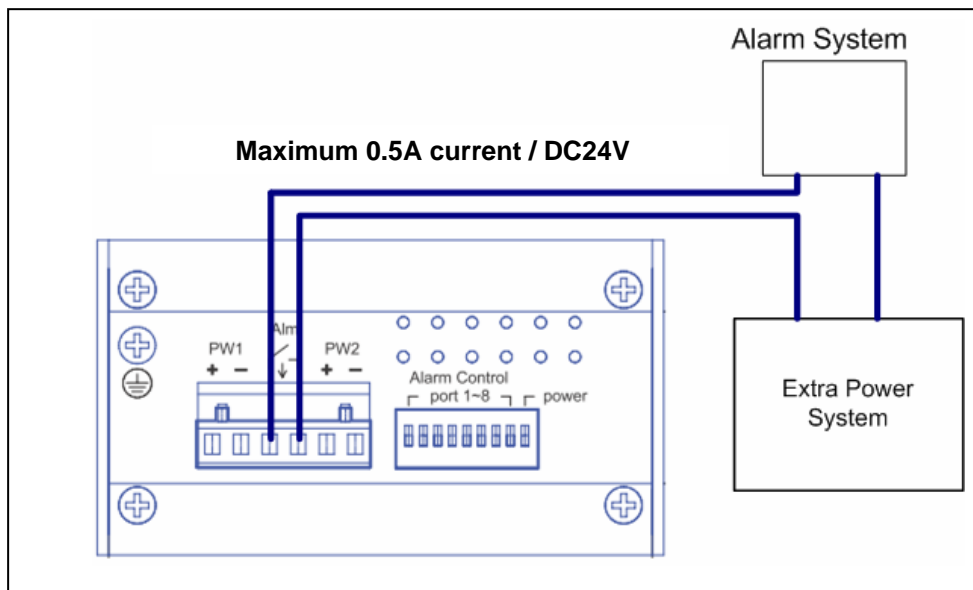 Alarm System
Maximum 0.5A current / DC24V
Alm
PW1
PW2
+ − + −
Alarm Control
port 1~8 power
Extra Power
System